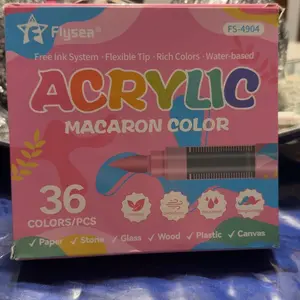 Flysea®
FS-4904
Free Ink System · Flexible Tip · Rich Colors · Water-based
ACRYLIC
MACARON COLOR
36
COLORS/PCS
✓ Paper ✓ Stone ✓ Glass ✓ Wood ✓ Plastic ✓ Canvas